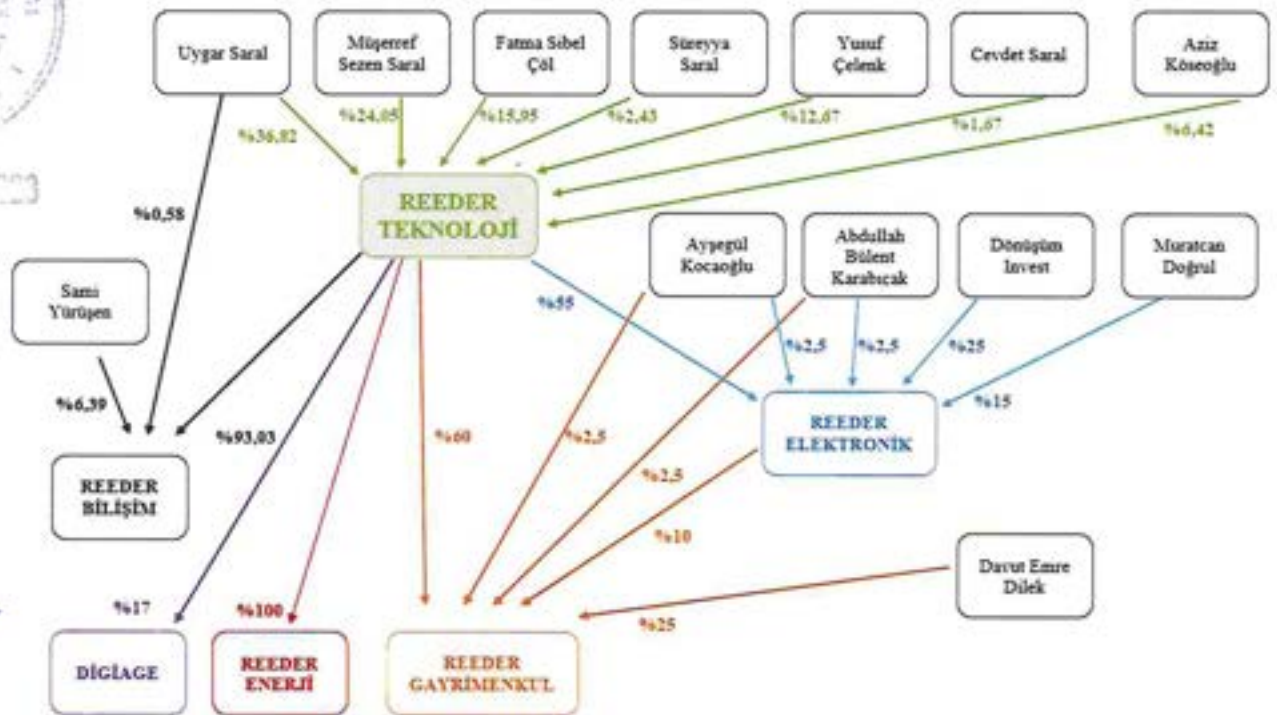 Uygar Saral
Müşerref
Sezen Saral
Fatma Sibel
Çöl
Süreyya
Saral
Yusuf
Çelenk
Cevdet Saral
Aziz
Köseoğlu
%36,82
%24,05
%15,95
%2,43
%12,67
%1,67
%6,42
REEDER
TEKNOLOJİ
%0,58
Sami
Yürüşen
Ayşegül
Kocaoğlu
Abdullah
Bülent
Karabıçak
Dönüşüm
Invest
Muratcan
Doğrul
%55
%2,5
%2,5
%25
%15
%6,39
%93,03
%60
%2,5
%2,5
REEDER
ELEKTRONİK
REEDER
BİLİŞİM
%10
Davut Emre
Dilek
%17
%100
%25
DİGİAGE
REEDER
ENERJİ
REEDER
GAYRİMENKUL